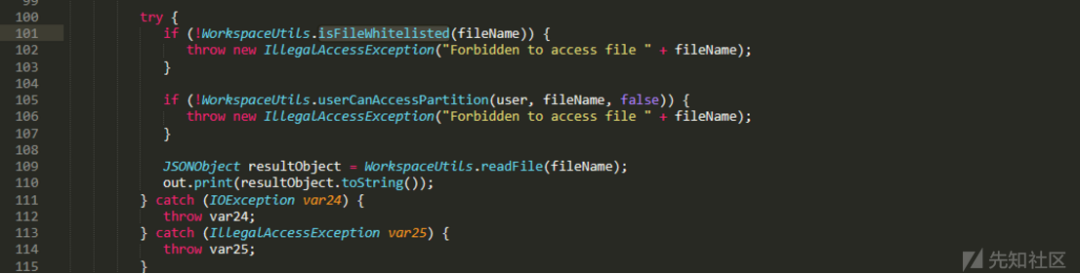 99
100 try {
101 if (!WorkspaceUtils.isFileWhitelisted(fileName)) {
102 throw new IllegalAccessException("Forbidden to access file " + fileName);
103 }
104
105 if (!WorkspaceUtils.userCanAccessPartition(user, fileName, false)) {
106 throw new IllegalAccessException("Forbidden to access file " + fileName);
107 }
108
109 JSONObject resultObject = WorkspaceUtils.readFile(fileName);
110 out.print(resultObject.toString());
111 } catch (IOException var24) {
112 throw var24;
113 } catch (IllegalAccessException var25) {
114 throw var25;
115 }
先知社区